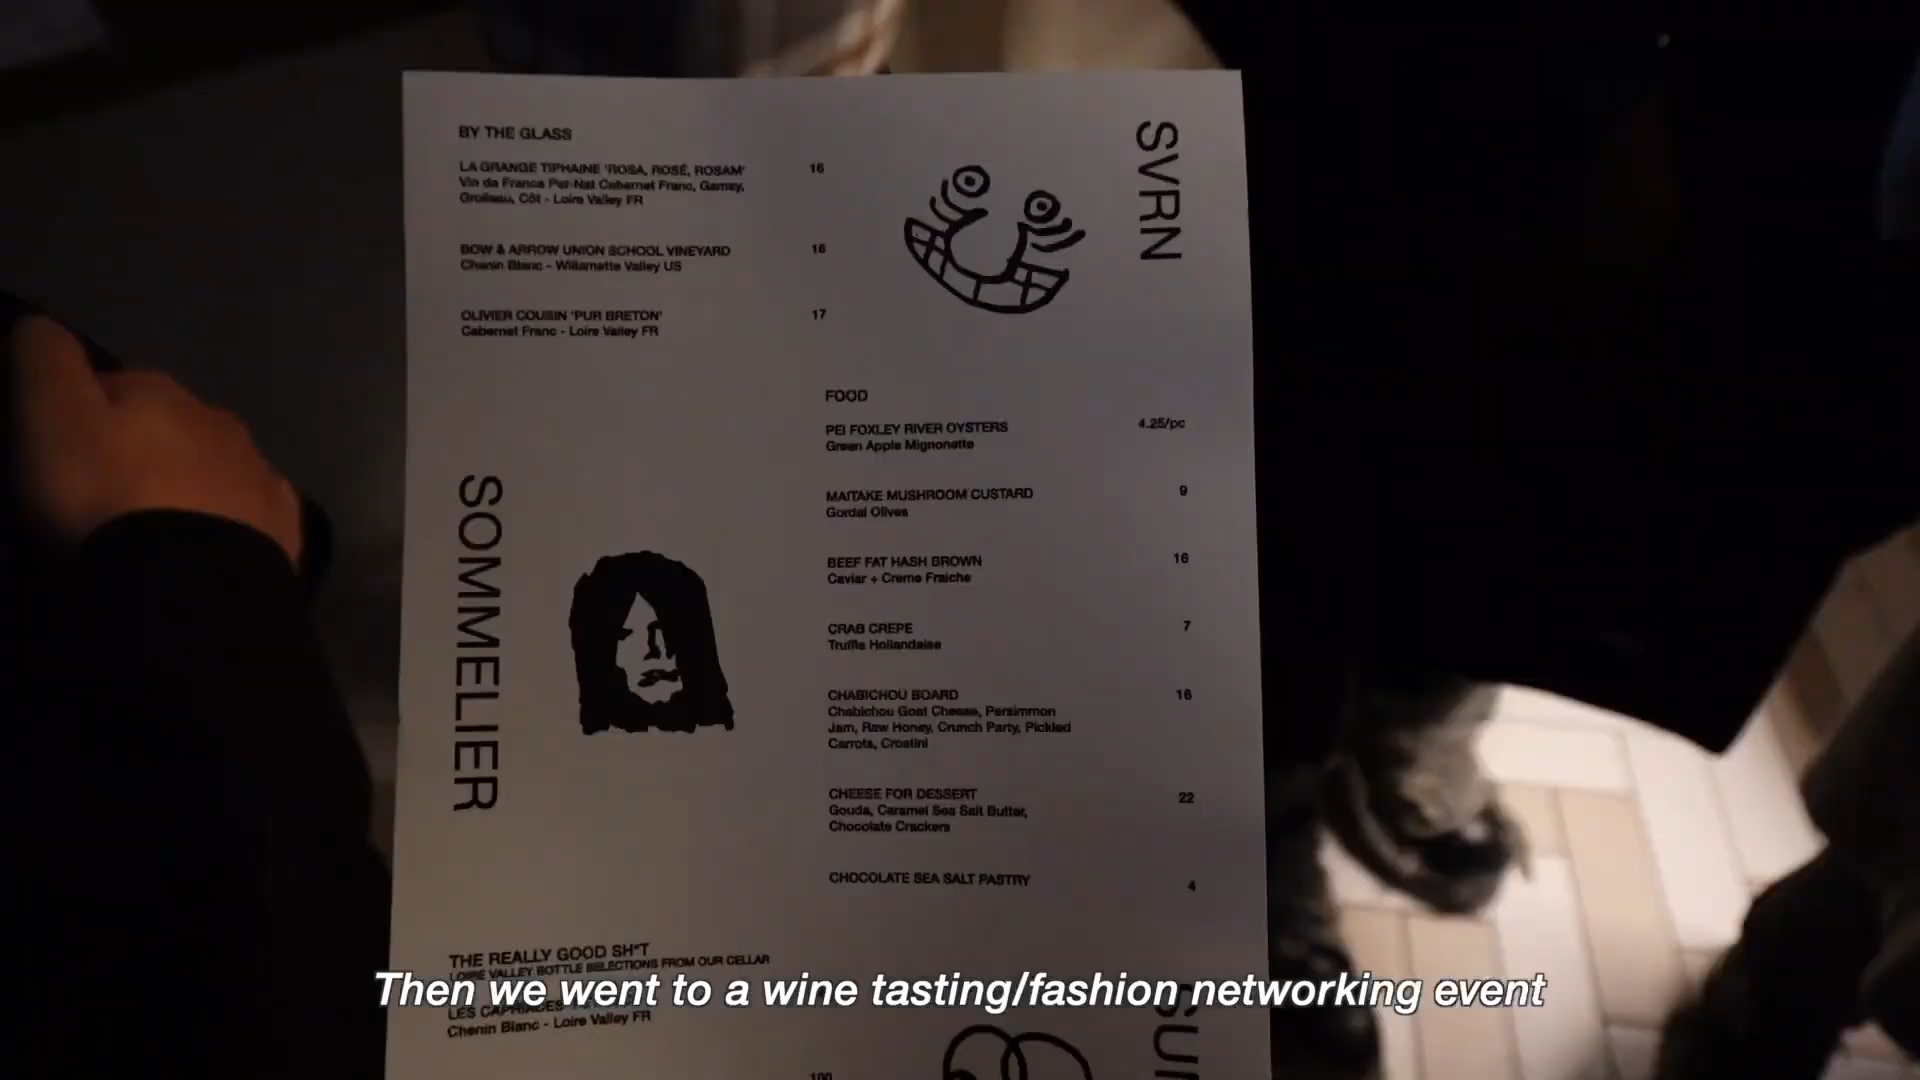 BY THE GLASS
LA GRANGE TIPHAINE 'ROSA, ROSÉ, ROSAM' 16
Vin de France Pet-Nat Cabernet Franc, Gamay,
Grolleau, Côt - Loire Valley FR
BOW & ARROW UNION SCHOOL VINEYARD 16
Chenin Blanc - Willamette Valley US
OLIVIER COUSIN 'PUR BRETON' 17
Cabernet Franc - Loire Valley FR
SVRN
FOOD
PEI FOXLEY RIVER OYSTERS 4.25/pc
Green Apple Mignonette
MAITAKE MUSHROOM CUSTARD 9
Gordal Olives
BEEF FAT HASH BROWN 16
Caviar + Creme Fraiche
CRAB CREPE 7
Truffle Hollandaise
CHABICHOU BOARD 16
Chabichou Goat Cheese, Persimmon
Jam, Raw Honey, Crunch Party, Pickled
Carrots, Crostini
CHEESE FOR DESSERT 22
Gouda, Caramel Sea Salt Butter,
Chocolate Crackers
CHOCOLATE SEA SALT PASTRY 4
SOMMELIER
THE REALLY GOOD SH*T
LOIRE VALLEY BOTTLE SELECTIONS FROM OUR CELLAR
LES CAPRIADES
Chenin Blanc - Loire Valley FR
100
Then we went to a wine tasting/fashion networking event